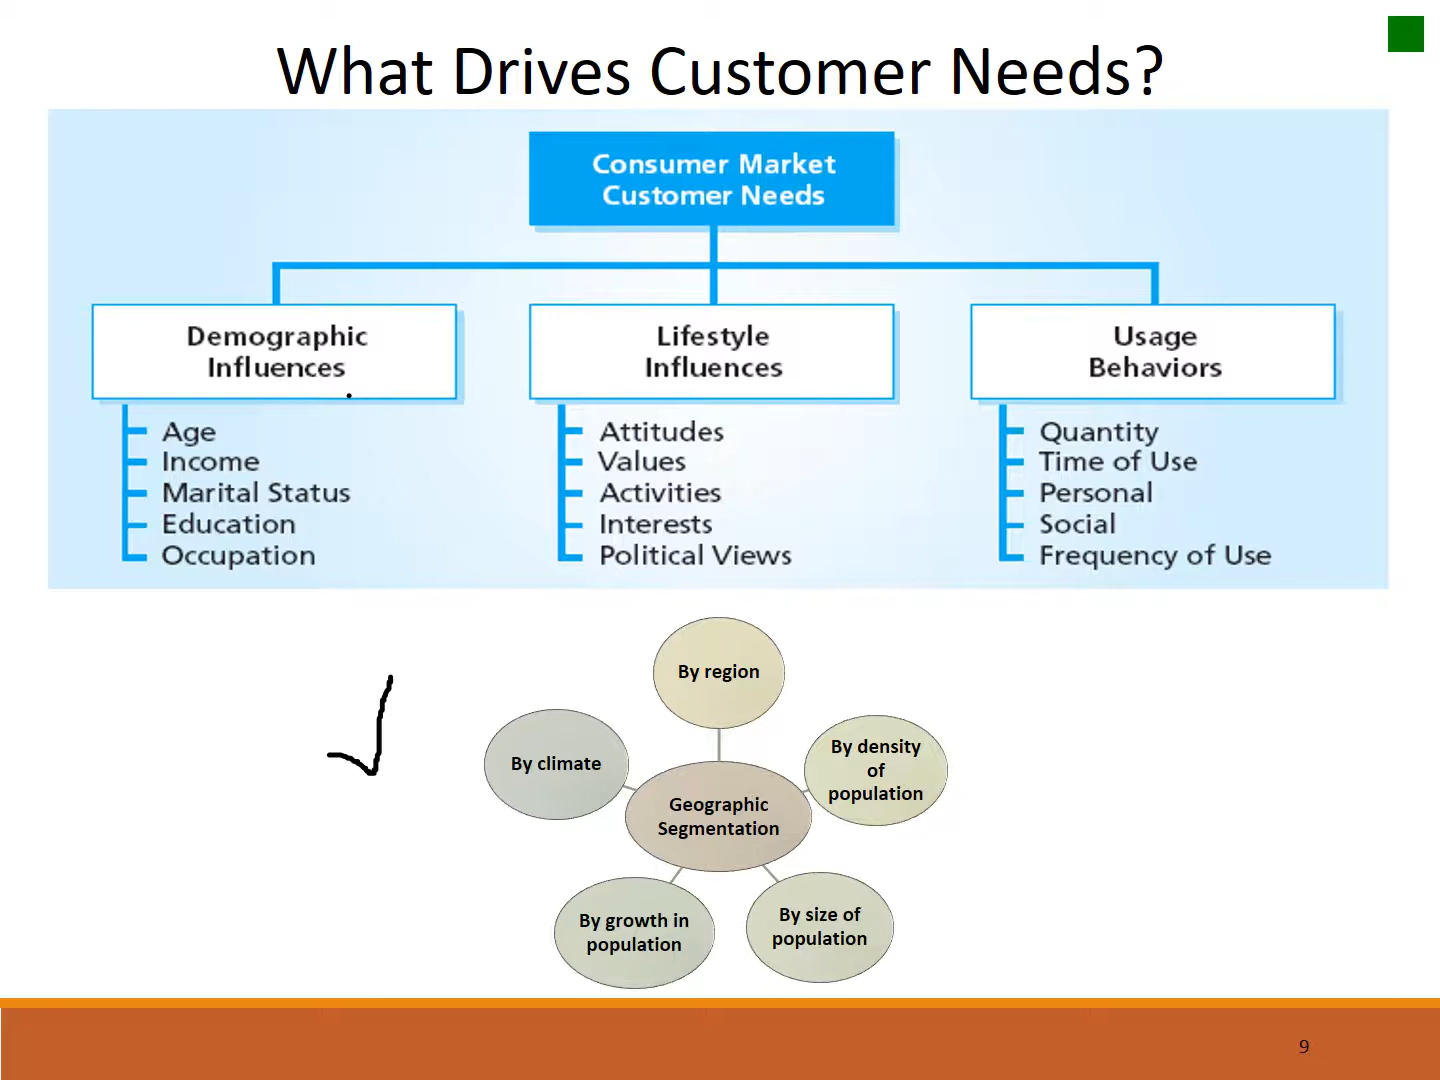 What Drives Customer Needs?
Consumer Market
Customer Needs
Demographic
Influences
Age
Income
Marital Status
Education
Occupation
Lifestyle
Influences
Attitudes
Values
Activities
Interests
Political Views
Usage
Behaviors
Quantity
Time of Use
Personal
Social
Frequency of Use
By region
By climate
By density
of
population
Geographic
Segmentation
By growth in
population
By size of
population
9